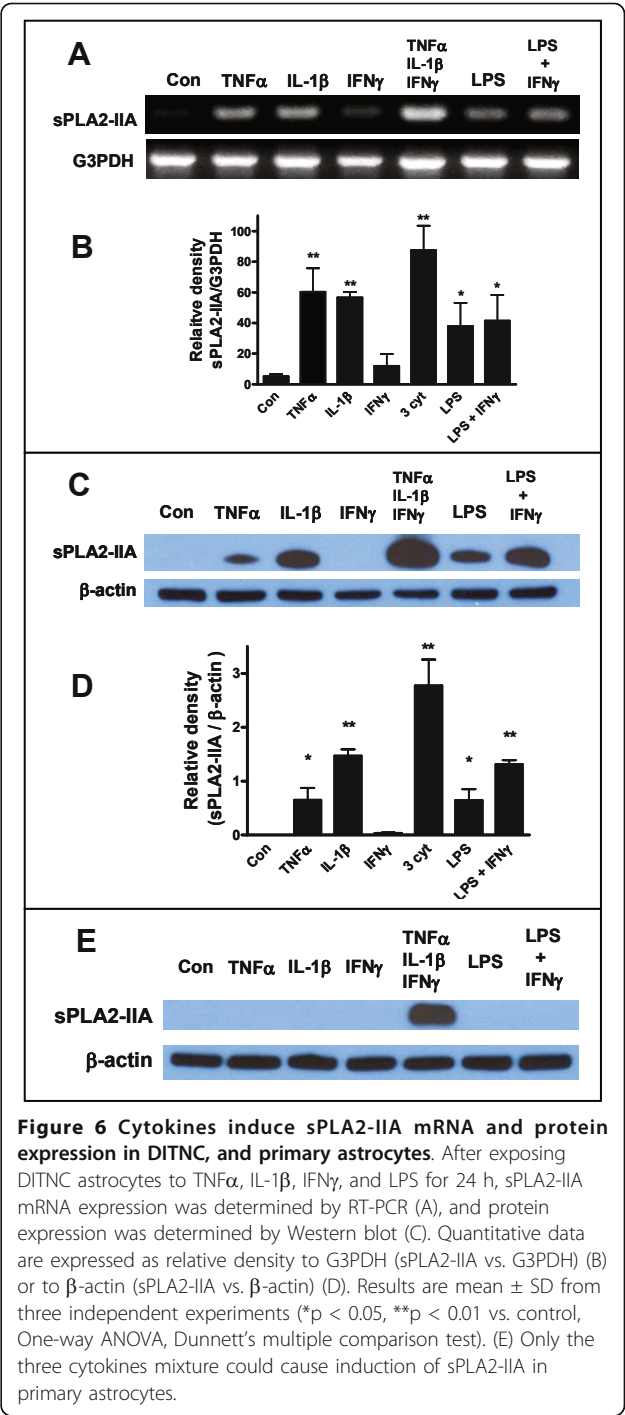 A
Con TNFα IL-1β IFNγ TNFα IL-1β IFNγ LPS LPS + IFNγ
sPLA2-IIA
G3PDH
B
Relaitve density
sPLA2-IIA/G3PDH
100
80
60
40
20
0
** ** ** * *
Con TNFα IL-1β IFNγ 3 cyt LPS LPS + IFNγ
C
Con TNFα IL-1β IFNγ TNFα IL-1β IFNγ LPS LPS + IFNγ
sPLA2-IIA
β-actin
D
Relative density
(sPLA2-IIA / β-actin )
3
2
1
0
* ** ** * **
Con TNFα IL-1β IFNγ 3 cyt LPS LPS + IFNγ
E
Con TNFα IL-1β IFNγ TNFα IL-1β IFNγ LPS LPS + IFNγ
sPLA2-IIA
β-actin
Figure 6 Cytokines induce sPLA2-IIA mRNA and protein
expression in DITNC, and primary astrocytes. After exposing
DITNC astrocytes to TNFα, IL-1β, IFNγ, and LPS for 24 h, sPLA2-IIA
mRNA expression was determined by RT-PCR (A), and protein
expression was determined by Western blot (C). Quantitative data
are expressed as relative density to G3PDH (sPLA2-IIA vs. G3PDH) (B)
or to β-actin (sPLA2-IIA vs. β-actin) (D). Results are mean ± SD from
three independent experiments (*p < 0.05, **p < 0.01 vs. control,
One-way ANOVA, Dunnett's multiple comparison test). (E) Only the
three cytokines mixture could cause induction of sPLA2-IIA in
primary astrocytes.